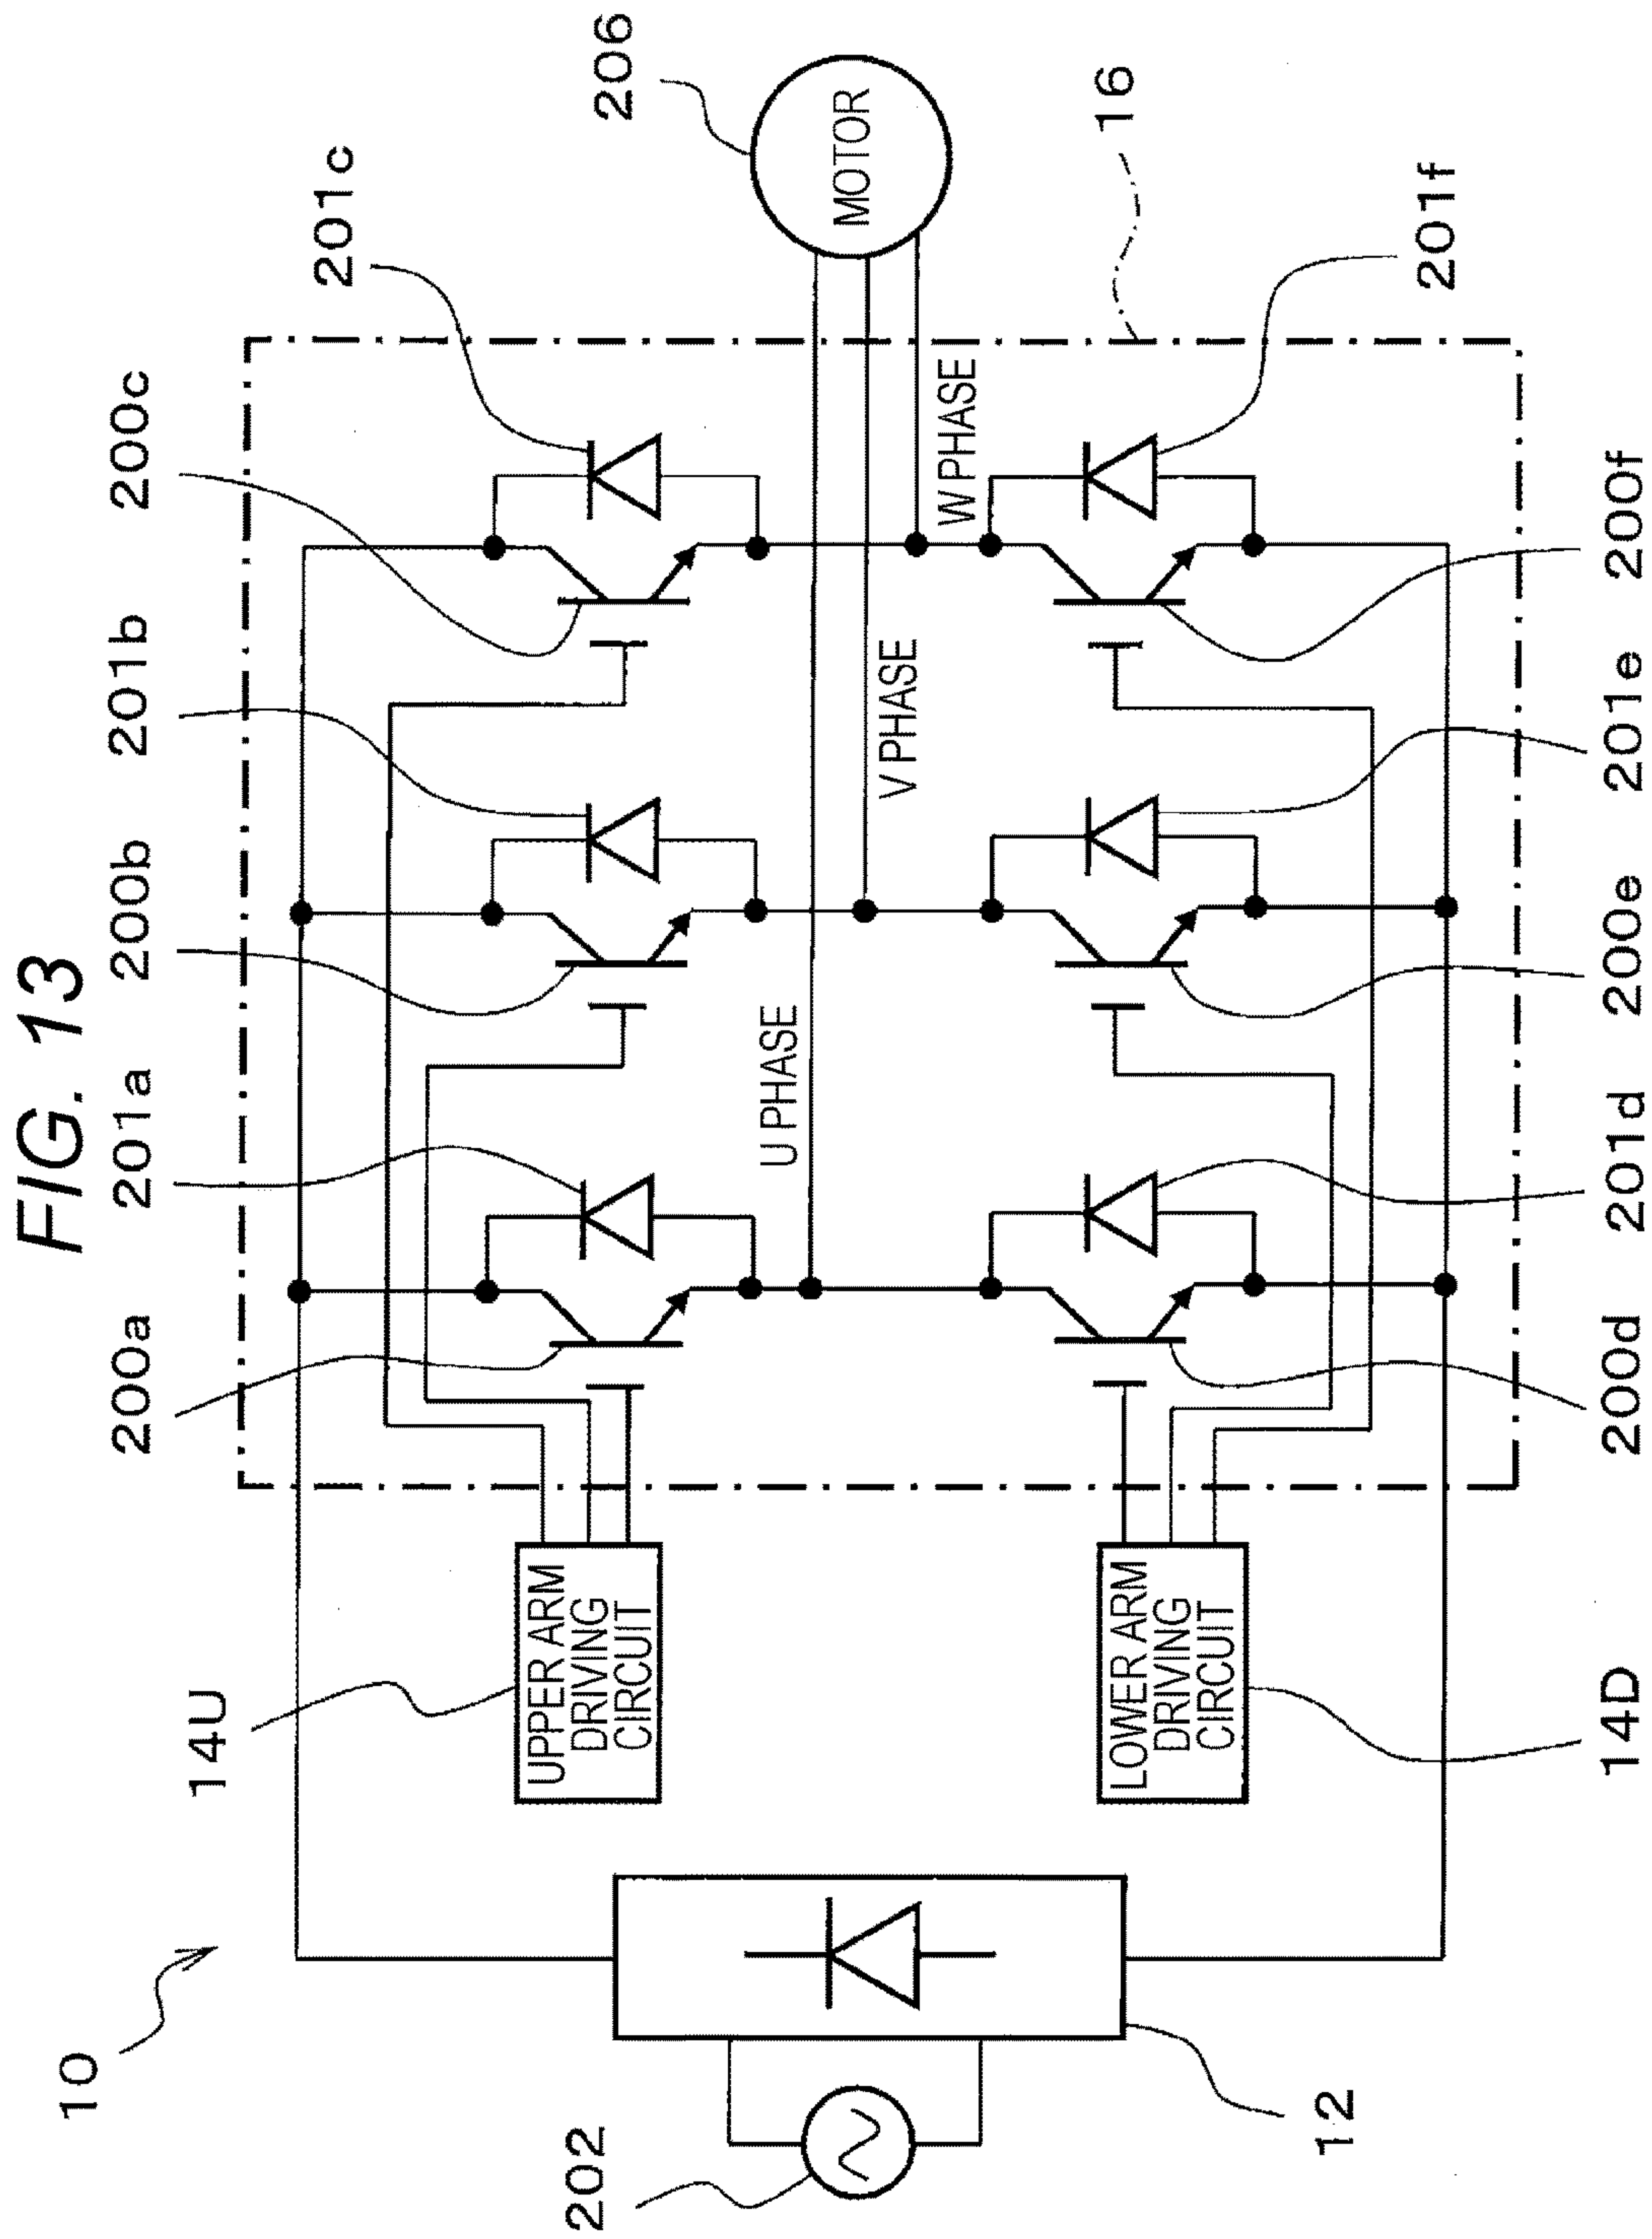 FIG. 13
10
14U
200a
201a
200b
201b
200c
201c
206
UPPER ARM
DRIVING
CIRCUIT
U PHASE
V PHASE
W PHASE
MOTOR
16
LOWER ARM
DRIVING
CIRCUIT
202
12
14D
200d
201d
200e
201e
200f
201f